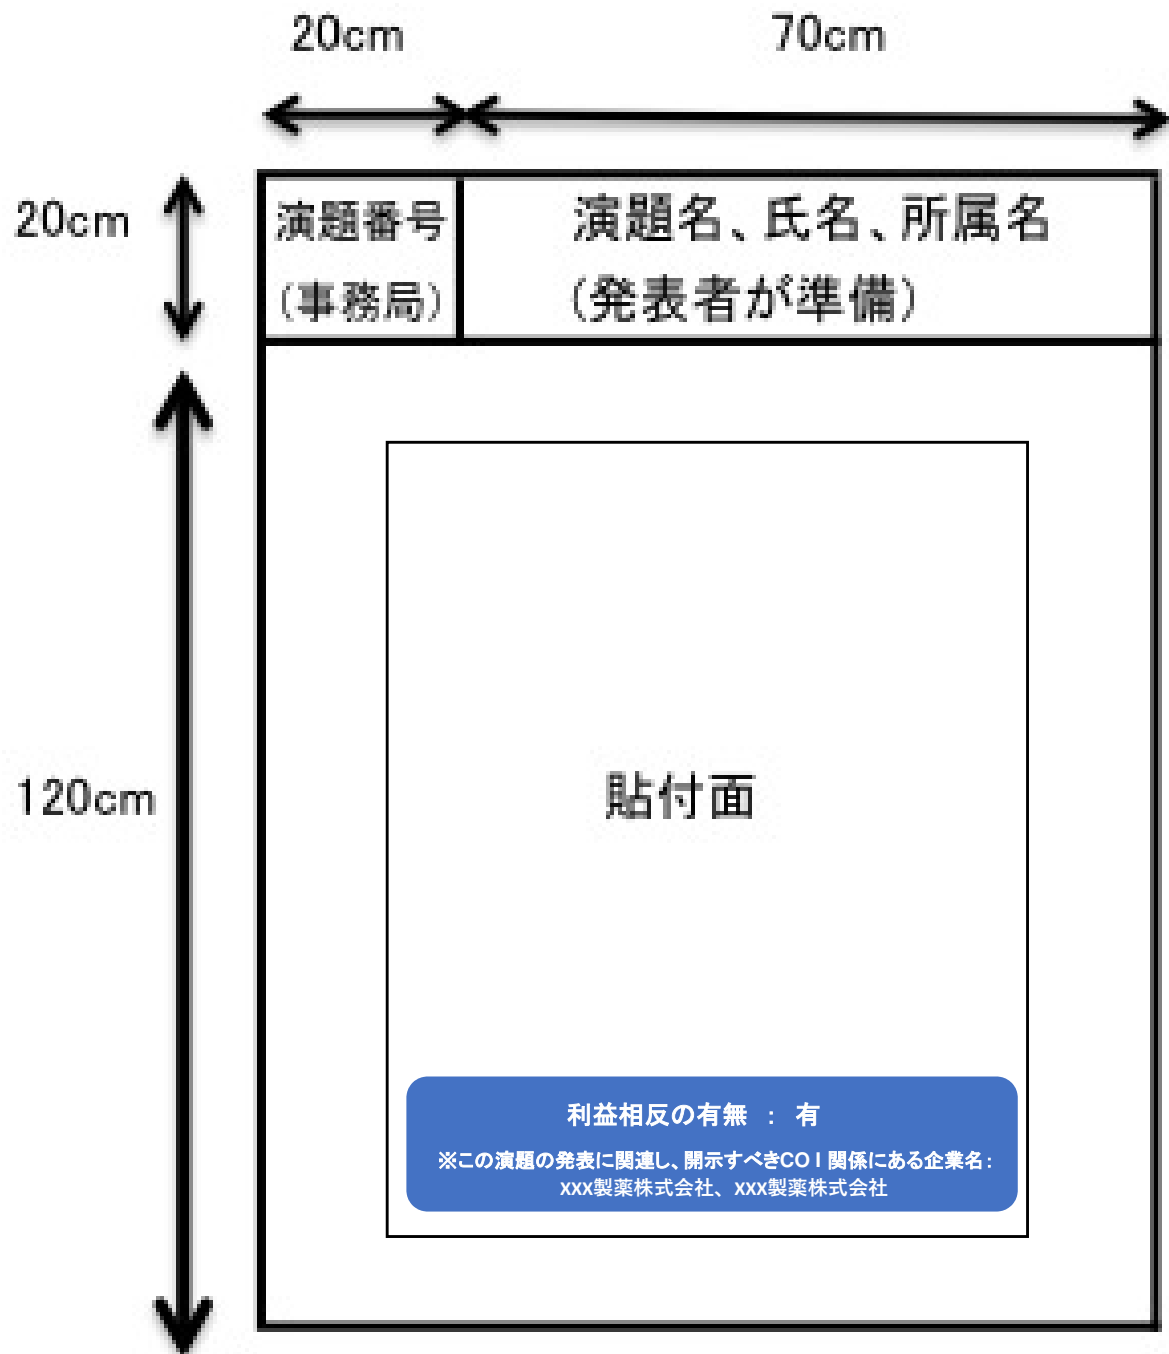 20cm
70cm
20cm
演題番号
(事務局)
演題名、氏名、所属名
(発表者が準備)
120cm
貼付面
利益相反の有無 : 有
※この演題の発表に関連し、開示すべきCOI関係にある企業名:
xxx製薬株式会社、xxx製薬株式会社